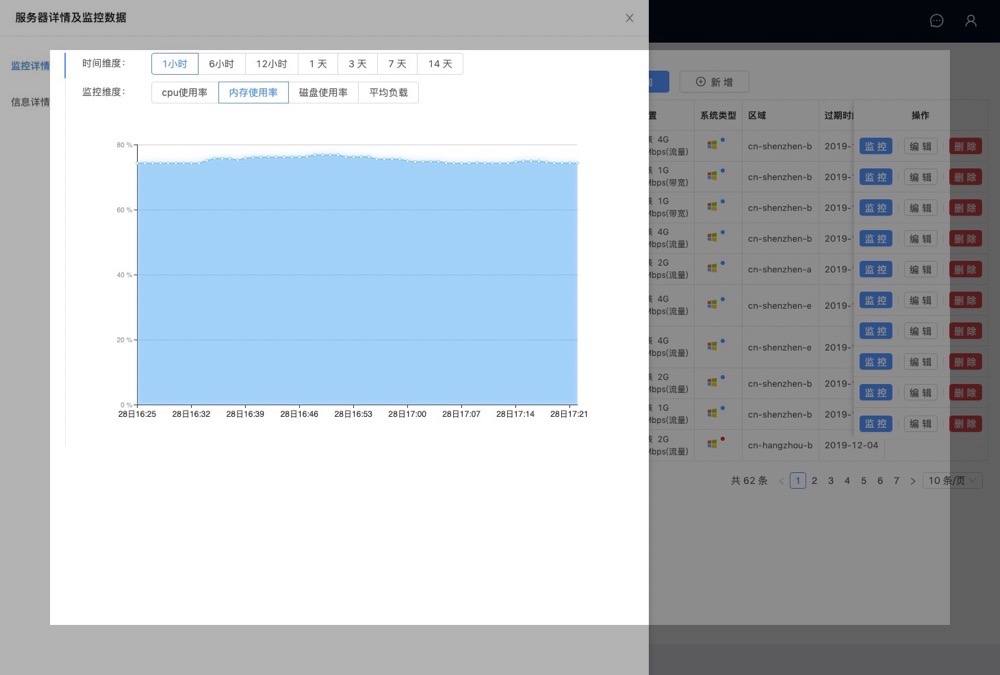 服务器详情及监控数据
监控详情
信息详情
时间维度：
1小时 6小时 12小时 1 天 3 天 7 天 14 天
监控维度：
cpu使用率 内存使用率 磁盘使用率 平均负载
80 %
60 %
40 %
20 %
0 %
28日16:25 28日16:32 28日16:39 28日16:46 28日16:53 28日17:00 28日17:07 28日17:14 28日17:21
新 增
置 系统类型 区域 过期时 操作
4G
Mbps(流量) cn-shenzhen-b 2019- 监 控 编 辑 删 除
1G
Mbps(带宽) cn-shenzhen-b 2019- 监 控 编 辑 删 除
1G
Mbps(带宽) cn-shenzhen-b 2019- 监 控 编 辑 删 除
4G
Mbps(流量) cn-shenzhen-b 2019- 监 控 编 辑 删 除
2G
Mbps(流量) cn-shenzhen-a 2019- 监 控 编 辑 删 除
4G
Mbps(流量) cn-shenzhen-e 2019- 监 控 编 辑 删 除
监 控 编 辑 删 除
4G
Mbps(流量) cn-shenzhen-e 2019- 监 控 编 辑 删 除
2G
Mbps(流量) cn-shenzhen-b 2019- 监 控 编 辑 删 除
1G
Mbps(流量) cn-shenzhen-b 2019- 监 控 编 辑 删 除
2G
Mbps(流量) cn-hangzhou-b 2019-12-04
共 62 条 < 1 2 3 4 5 6 7 > 10 条/页